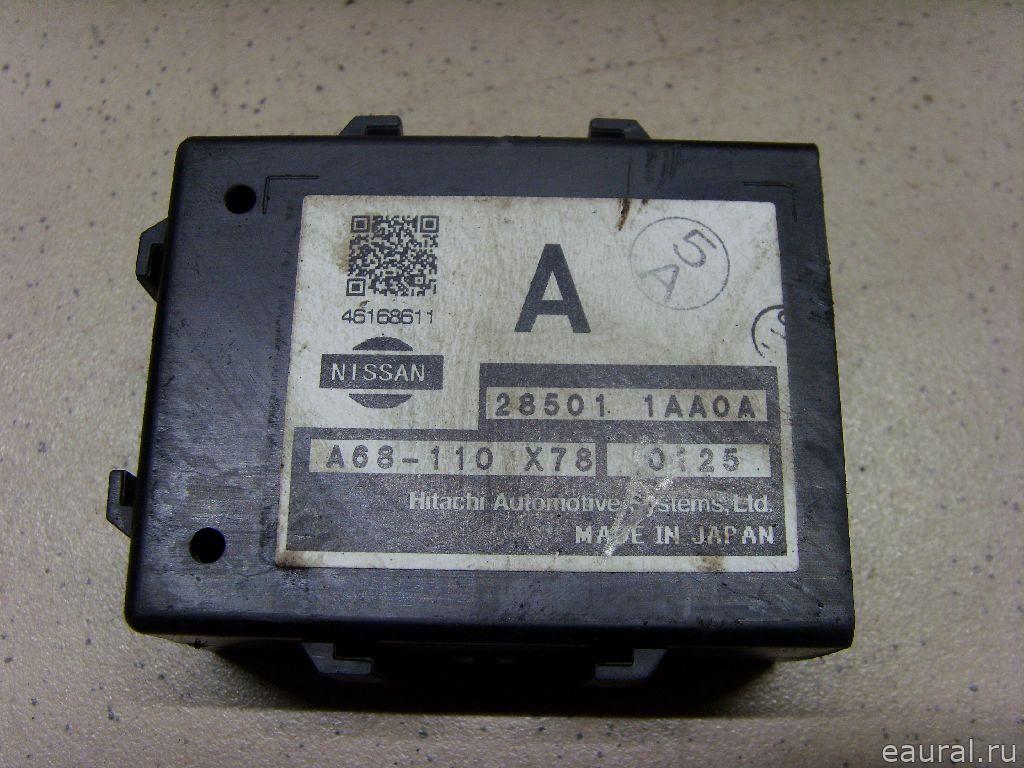 A
5
A
46168611
NISSAN
28501 1AA0A
A68-110 X78 0125
Hitachi Automotive Systems, Ltd.
MADE IN JAPAN
eaural.ru